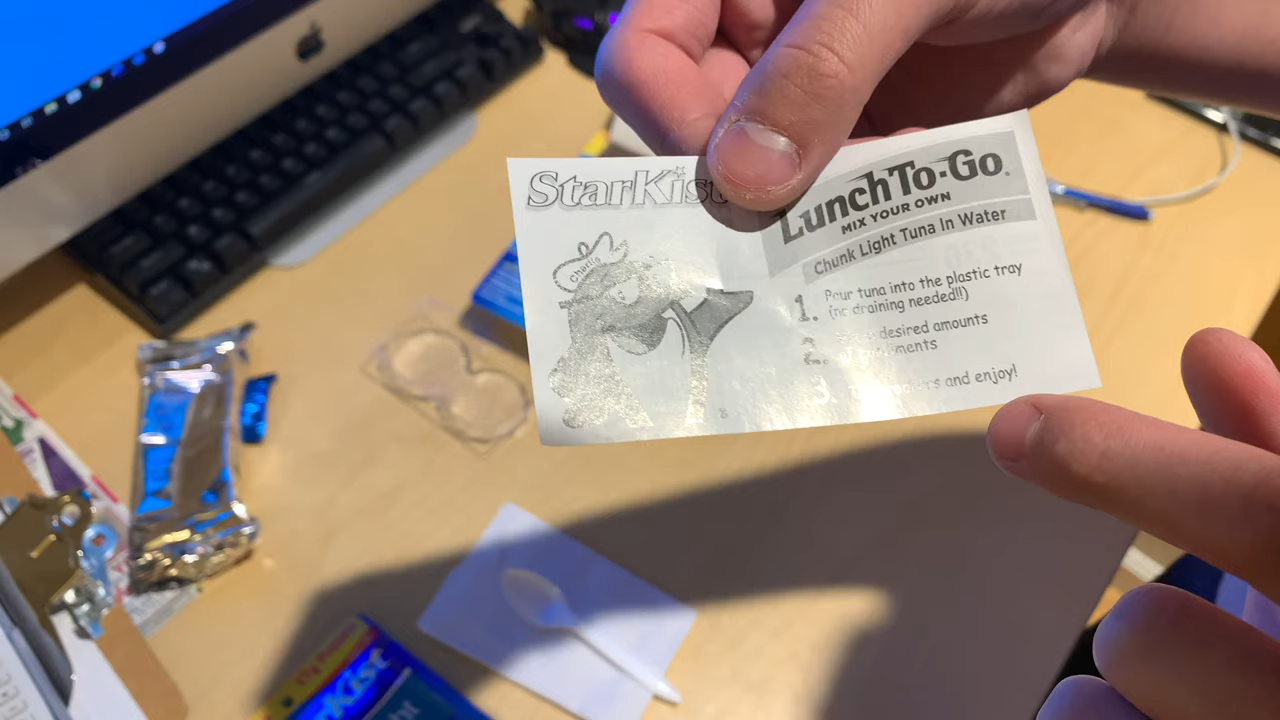 StarKist
Charlie
Lunch To-Go®
MIX YOUR OWN
Chunk Light Tuna In Water
1. Pour tuna into the plastic tray
(no draining needed!!)
2. desired amounts
and enjoy!